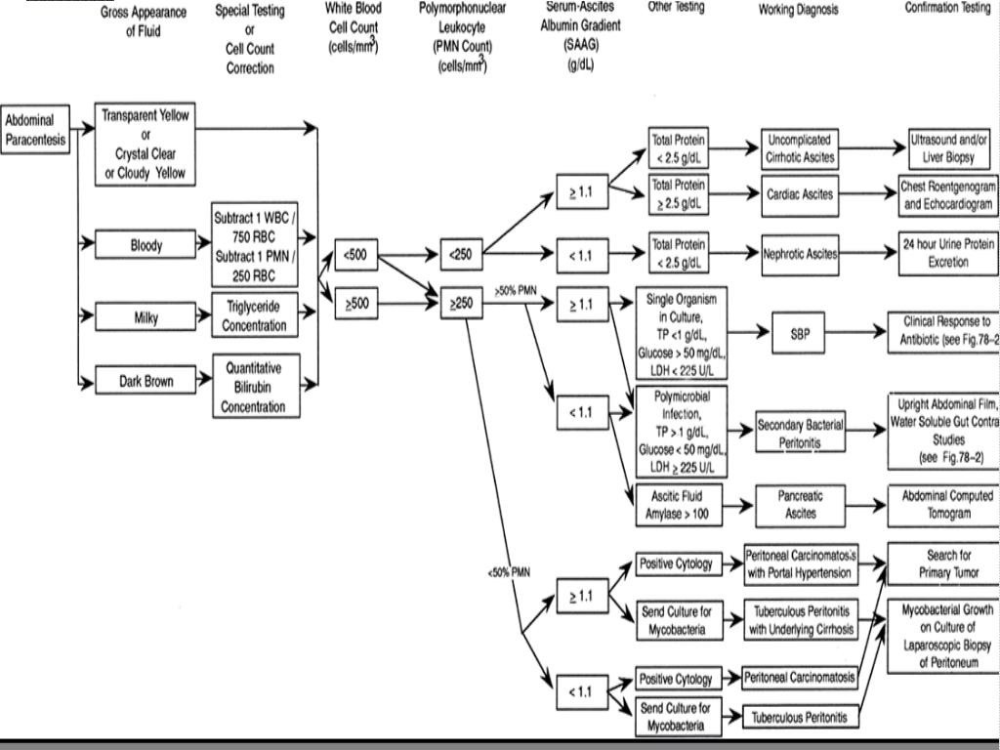 Gross Appearance
of Fluid
Special Testing
or
Cell Count
Correction
White Blood
Cell Count
(cells/mm³)
Polymorphonuclear
Leukocyte
(PMN Count)
(cells/mm³)
Serum-Ascites
Albumin Gradient
(SAAG)
(g/dL)
Other Testing
Working Diagnosis
Confirmation Testing
Abdominal
Paracentesis
Transparent Yellow
or
Crystal Clear
or Cloudy Yellow
Bloody
Milky
Dark Brown
Subtract 1 WBC /
750 RBC
Subtract 1 PMN /
250 RBC
Triglyceride
Concentration
Quantitative
Bilirubin
Concentration
<500
≥500
<250
≥250
>50% PMN
<50% PMN
≥ 1.1
< 1.1
≥ 1.1
< 1.1
≥ 1.1
< 1.1
Total Protein
< 2.5 g/dL
Uncomplicated
Cirrhotic Ascites
Ultrasound and/or
Liver Biopsy
Total Protein
≥ 2.5 g/dL
Cardiac Ascites
Chest Roentgenogram
and Echocardiogram
Total Protein
< 2.5 g/dL
Nephrotic Ascites
24 hour Urine Protein
Excretion
Single Organism
in Culture,
TP <1 g/dL,
Glucose > 50 mg/dL,
LDH < 225 U/L
SBP
Clinical Response to
Antibiotic (see Fig.78-2
Polymicrobial
Infection,
TP > 1 g/dL,
Glucose < 50 mg/dL,
LDH ≥ 225 U/L
Secondary Bacterial
Peritonitis
Upright Abdominal Film,
Water Soluble Gut Contra
Studies
(see Fig.78-2)
Ascitic Fluid
Amylase > 100
Pancreatic
Ascites
Abdominal Computed
Tomogram
Positive Cytology
Peritoneal Carcinomatosis
with Portal Hypertension
Search for
Primary Tumor
Send Culture for
Mycobacteria
Tuberculous Peritonitis
with Underlying Cirrhosis
Mycobacterial Growth
on Culture of
Laparoscopic Biopsy
of Peritoneum
Positive Cytology
Peritoneal Carcinomatosis
Send Culture for
Mycobacteria
Tuberculous Peritonitis